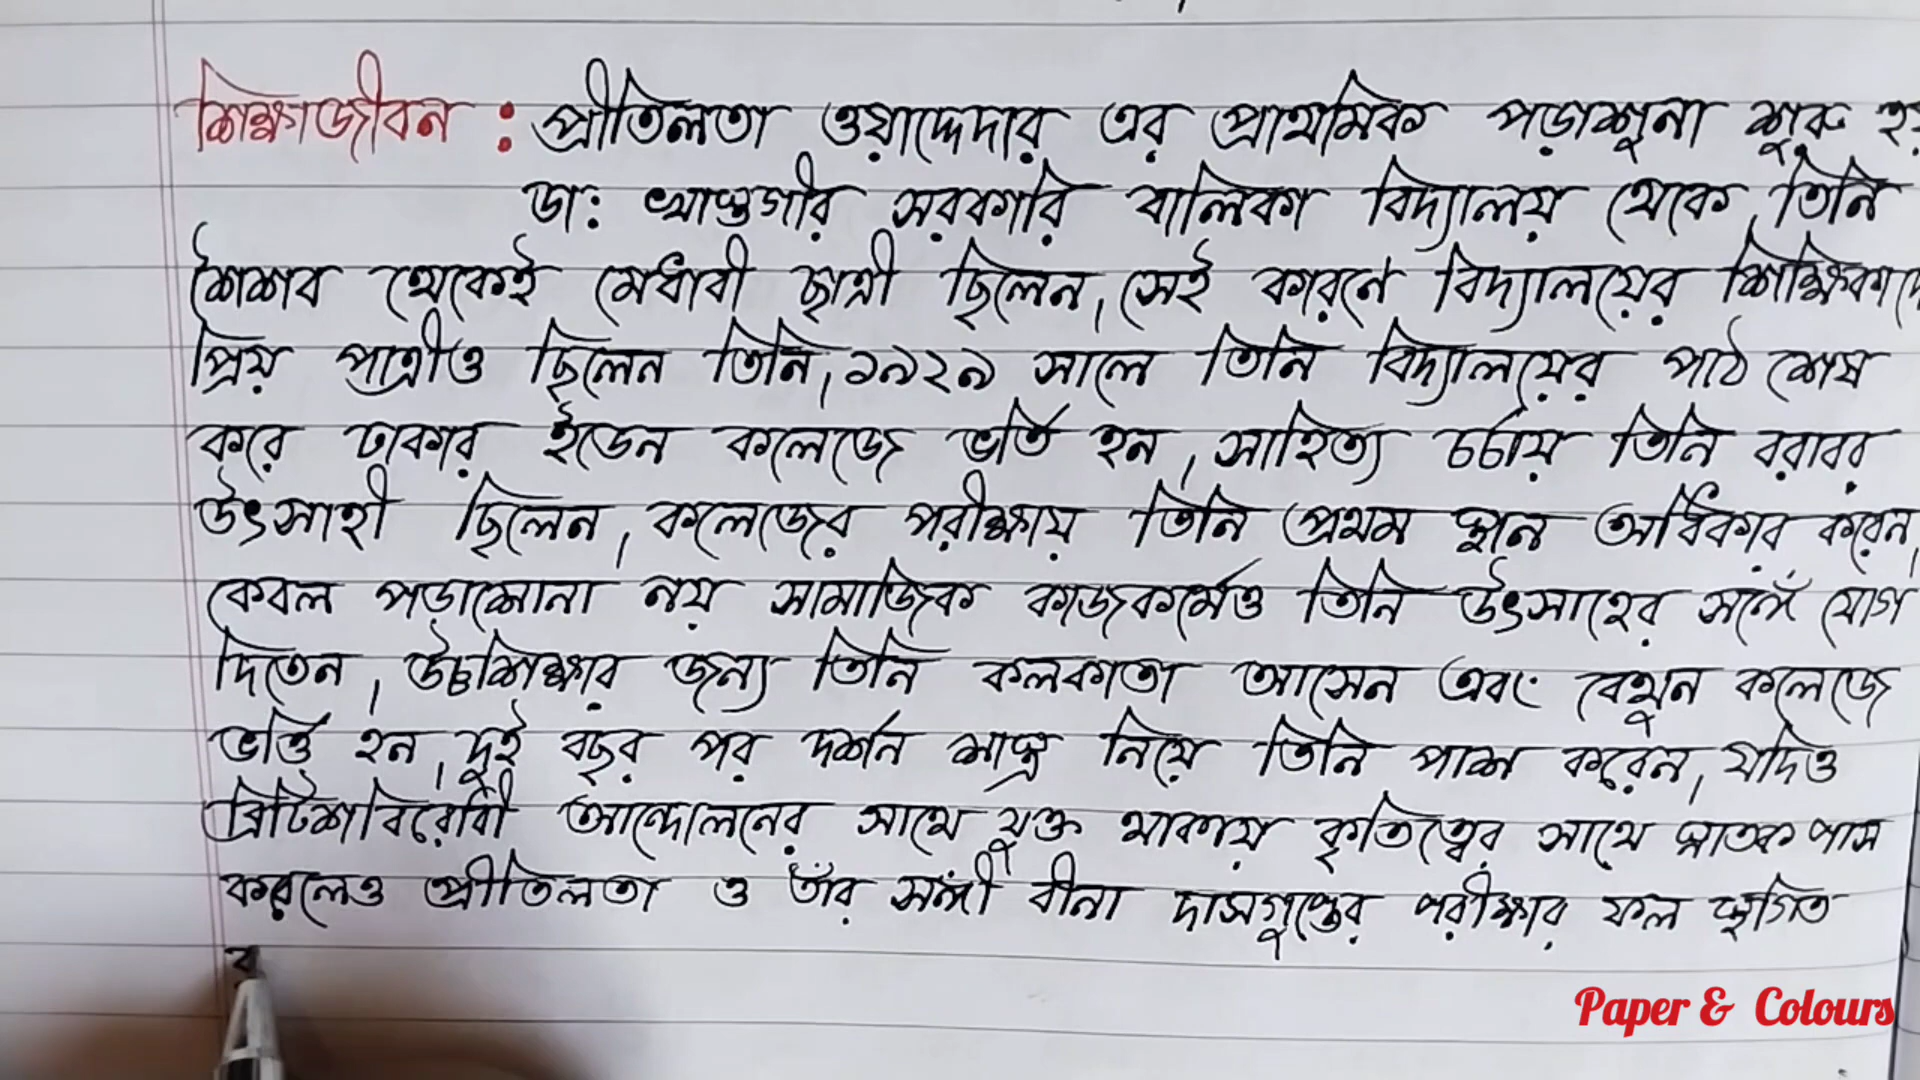 শিক্ষাজীবন : প্রীতিলতা ওয়াদ্দেদার এর প্রাথমিক পড়াশুনা শুরু হয়
ডা: খাস্তগীর সরকারি বালিকা বিদ্যালয় থেকে, তিনি
শৈশব থেকেই মেধাবী ছাত্রী ছিলেন, সেই কারণে বিদ্যালয়ের শিক্ষিকাদে
প্রিয় পাত্রীও ছিলেন তিনি, ১৯২৯ সালে তিনি বিদ্যালয়ের পাঠ শেষ
করে ঢাকার ইডেন কলেজে ভর্তি হন, সাহিত্য চর্চায় তিনি বরাবর
উৎসাহী ছিলেন, কলেজের পরীক্ষায় তিনি প্রথম স্থান অধিকার করেন,
কেবল পড়াশোনা নয় সামাজিক কাজকর্মেও তিনি উৎসাহের সঙ্গেঁ যোগ
দিতেন, উচ্চশিক্ষার জন্য তিনি কলকাতা আসেন এবং বেথুন কলেজে
ভর্ত্তি হন, দুই বছর পর দর্শন শাস্ত্র নিয়ে তিনি পাশ করেন, যদিও
ব্রিটিশবিরোধী আন্দোলনের সাথে যুক্ত থাকায় কৃতিত্বের সাথে স্নাতক পাস
করলেও প্রীতিলতা ও তাঁর সঙ্গী বীনা দাসগুপ্তের পরীক্ষার ফল স্থগিত
Paper & Colours